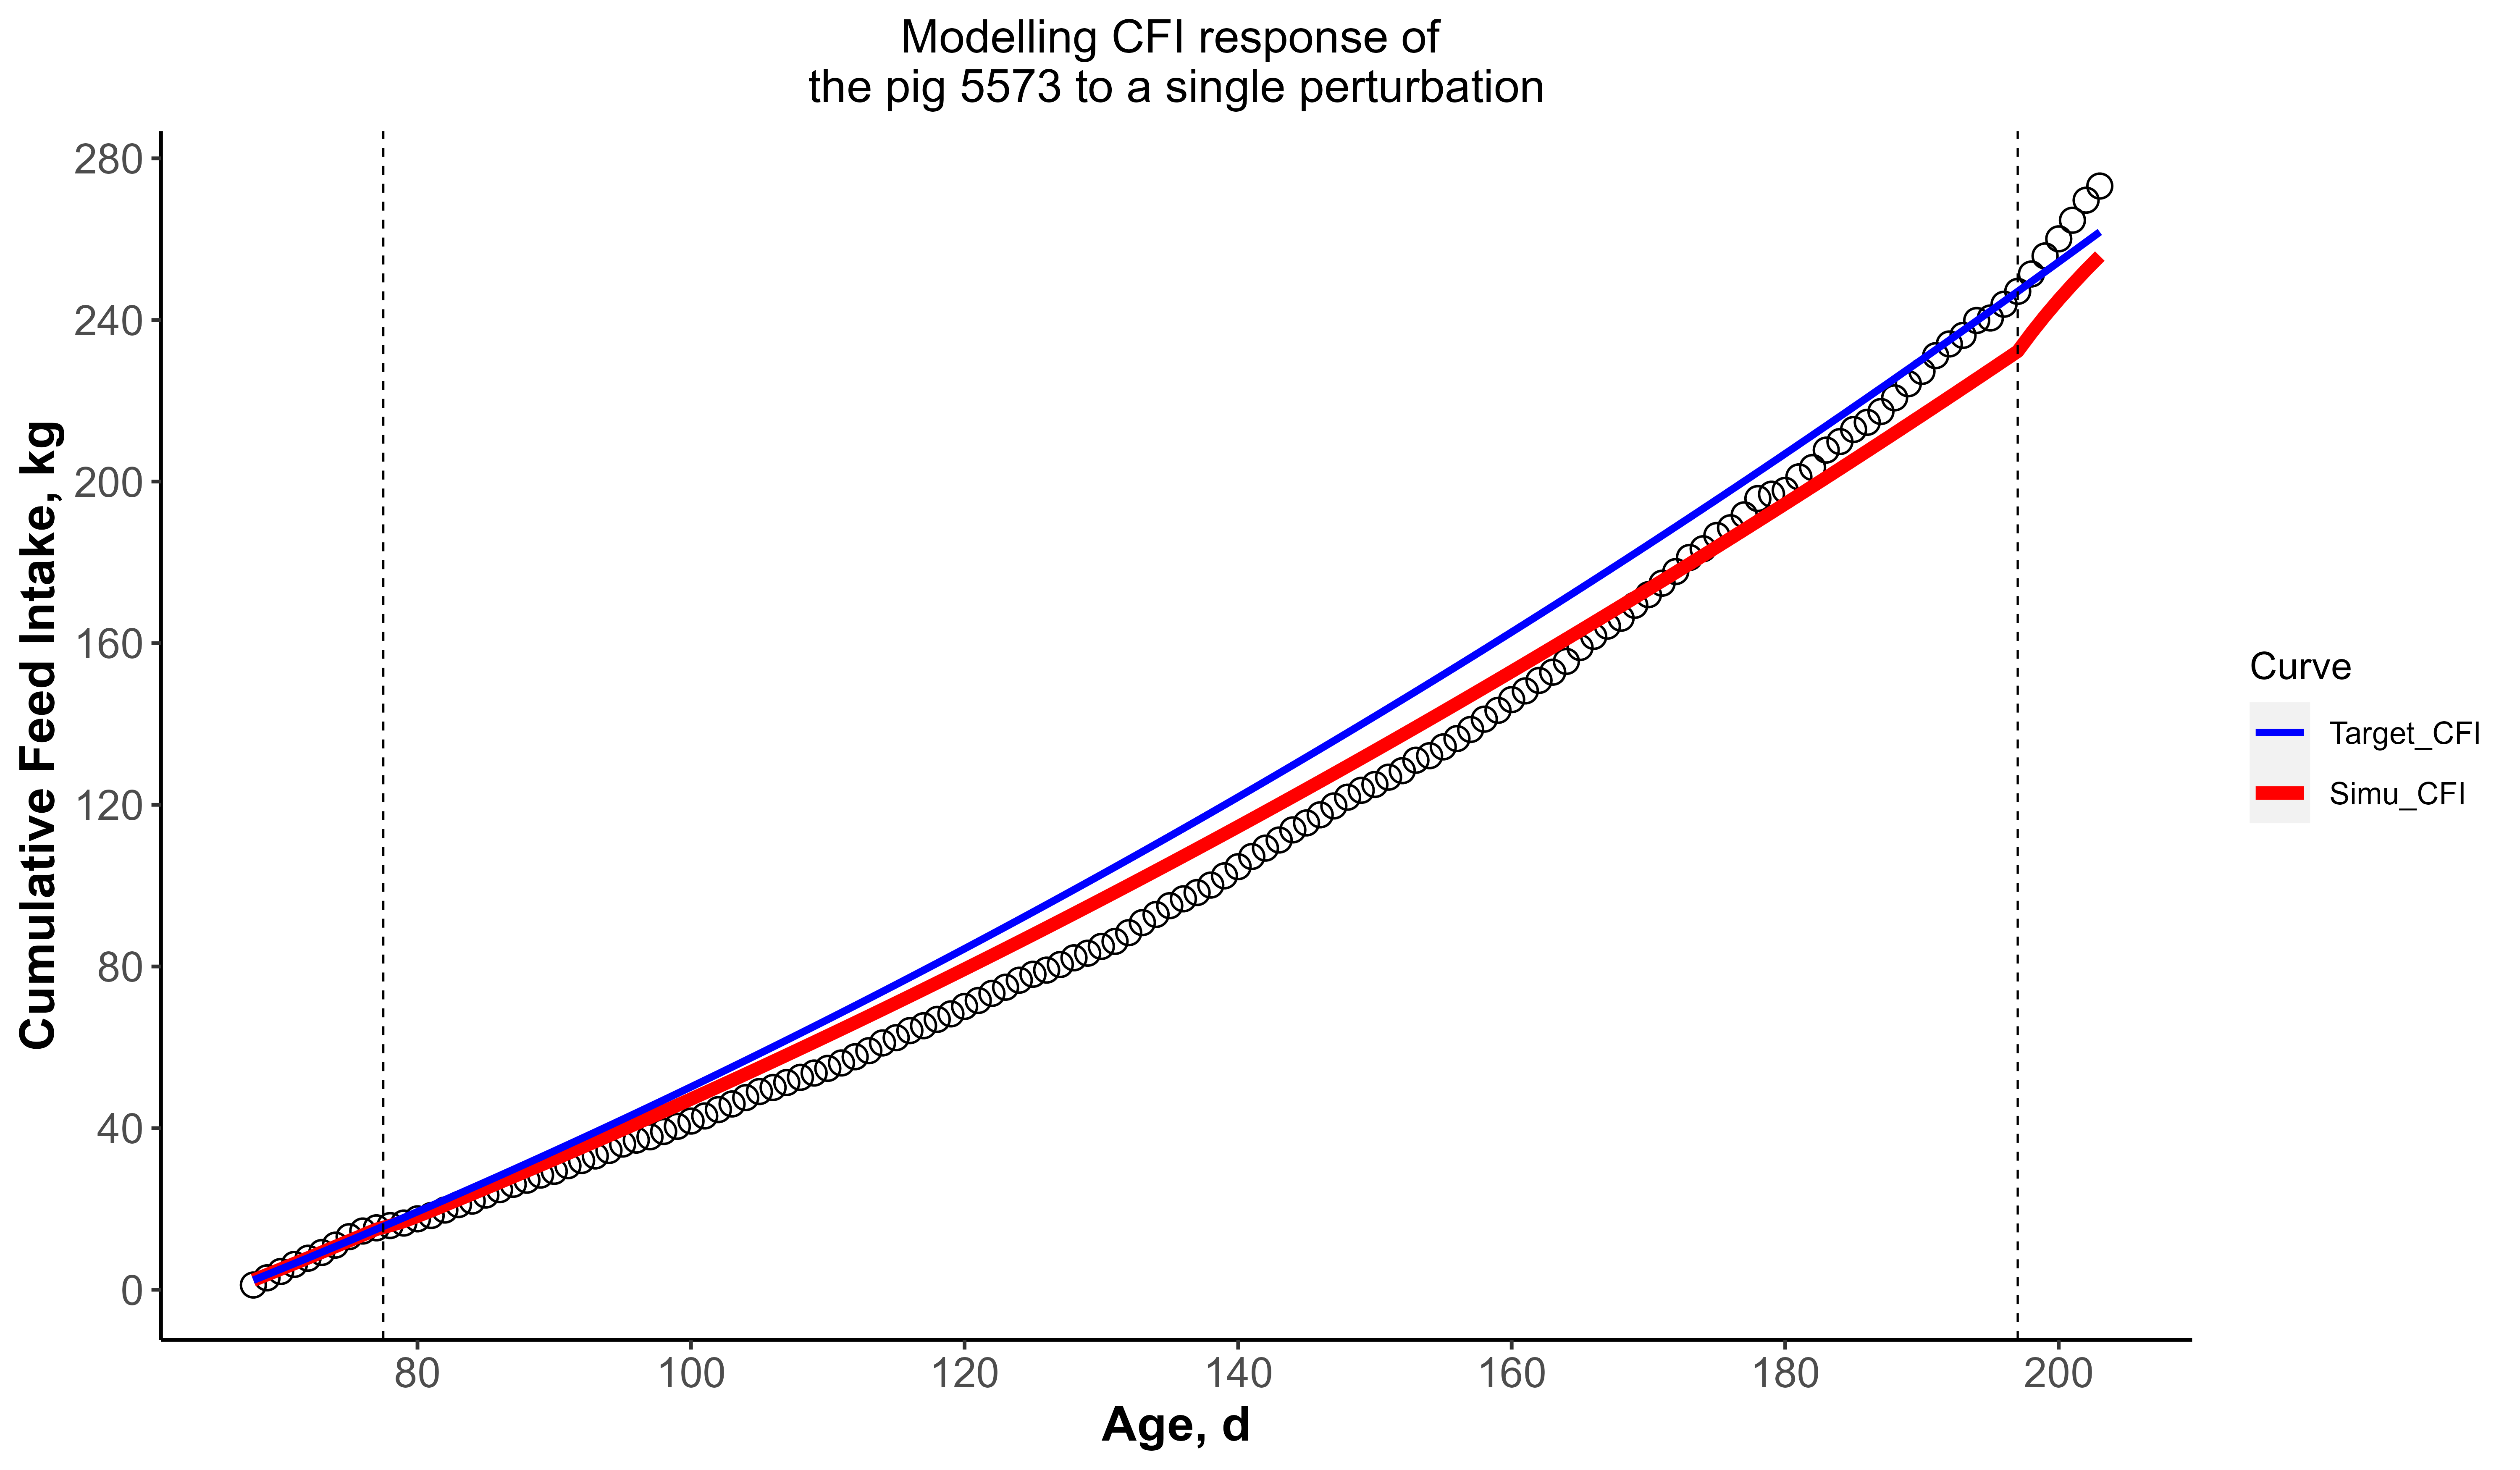 Modelling CFI response of
the pig 5573 to a single perturbation
280
240
200
160
120
80
40
0
Cumulative Feed Intake, kg
80 100 120 140 160 180 200
Age, d
Curve
Target_CFI
Simu_CFI